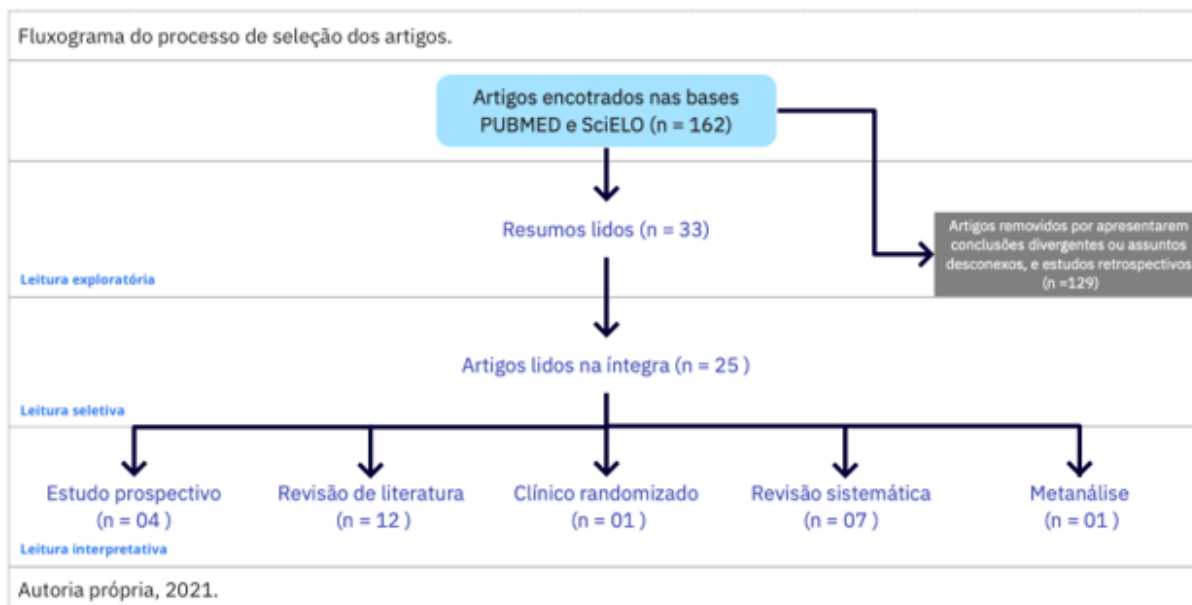 Fluxograma do processo de seleção dos artigos.
Artigos encotrados nas bases
PUBMED e SciELO (n = 162)
Resumos lidos (n = 33)
Artigos removidos por apresentarem
conclusões divergentes ou assuntos
desconexos, e estudos retrospectivos
(n =129)
Leitura exploratória
Artigos lidos na íntegra (n = 25 )
Leitura seletiva
Estudo prospectivo
(n = 04 )
Revisão de literatura
(n = 12 )
Clínico randomizado
(n = 01 )
Revisão sistemática
(n = 07 )
Metanálise
(n = 01 )
Leitura interpretativa
Autoria própria, 2021.